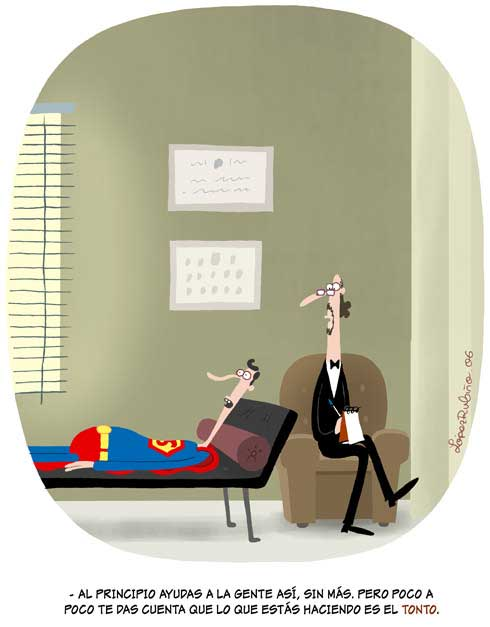 S
LópezRubiño 06
- AL PRINCIPIO AYUDAS A LA GENTE ASÍ, SIN MÁS. PERO POCO A
POCO TE DAS CUENTA QUE LO QUE ESTÁS HACIENDO ES EL TONTO.